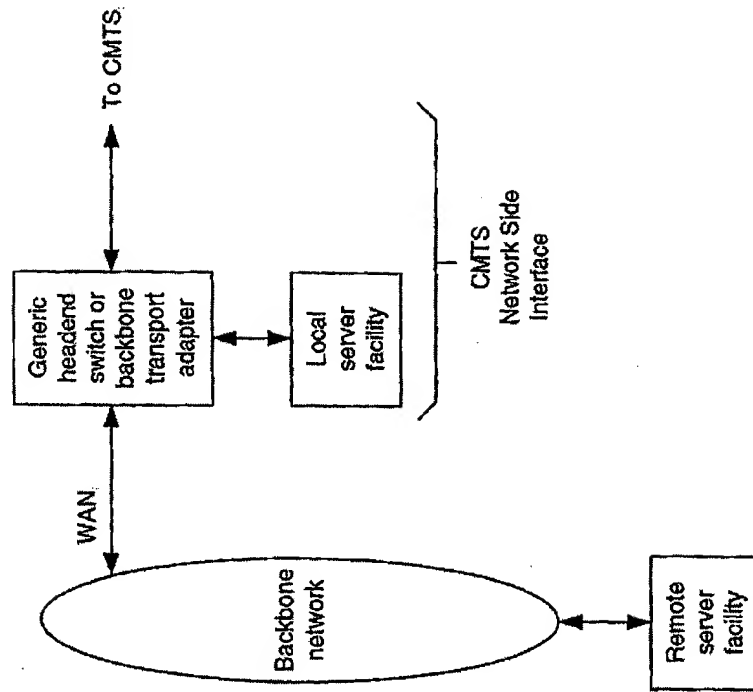 To CMTS
Generic
headend
switch or
backbone
transport
adapter
Local
server
facility
CMTS
Network Side
Interface
WAN
Backbone
network
Remote
server
facility